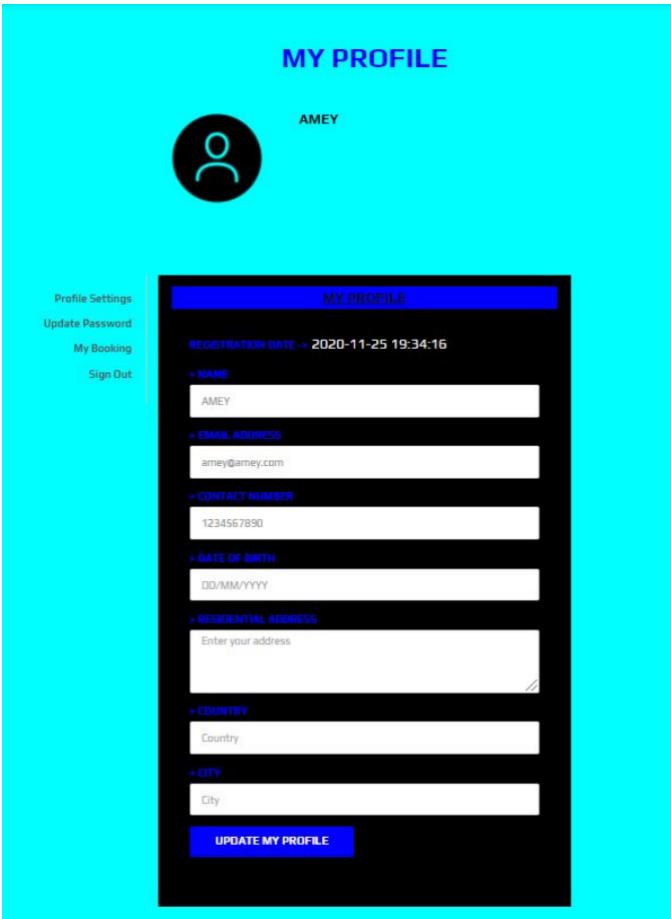 MY PROFILE
AMEY
Profile Settings
Update Password
My Booking
Sign Out
MY PROFILE
REGISTRATION DATE -> 2020-11-25 19:34:16
> NAME
AMEY
> EMAIL ADDRESS
amey@amey.com
> CONTACT NUMBER
1234567890
> DATE OF BIRTH
DD/MM/YYYY
> RESIDENTIAL ADDRESS
Enter your address
> COUNTRY
Country
> CITY
City
UPDATE MY PROFILE